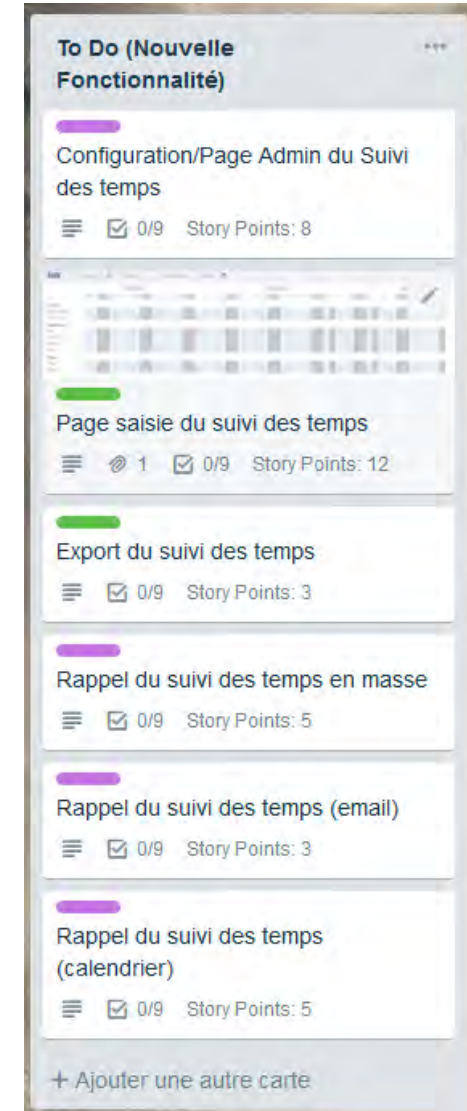 To Do (Nouvelle
Fonctionnalité)
Configuration/Page Admin du Suivi
des temps
0/9 Story Points: 8
Page saisie du suivi des temps
1 0/9 Story Points: 12
Export du suivi des temps
0/9 Story Points: 3
Rappel du suivi des temps en masse
0/9 Story Points: 5
Rappel du suivi des temps (email)
0/9 Story Points: 3
Rappel du suivi des temps
(calendrier)
0/9 Story Points: 5
+ Ajouter une autre carte